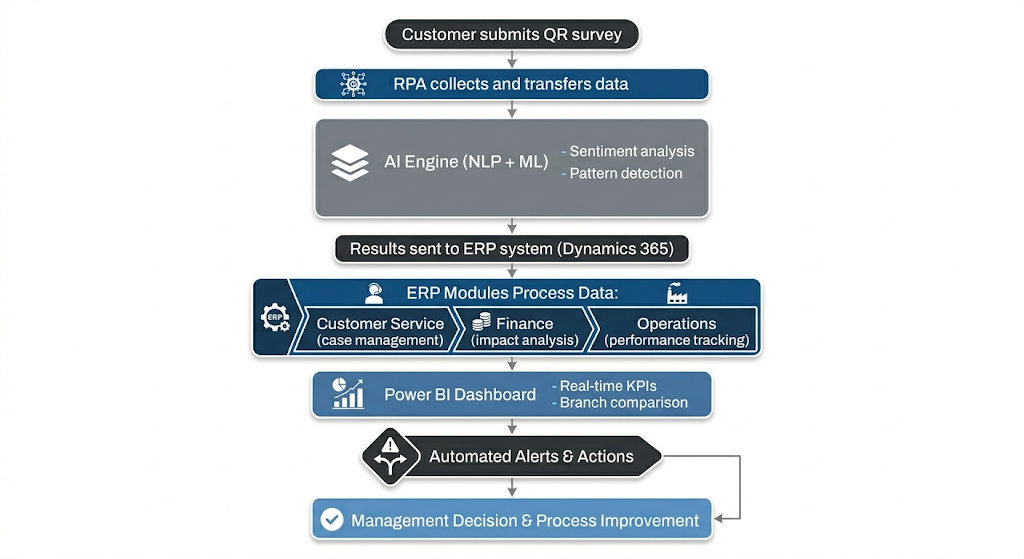 Customer submits QR survey
RPA collects and transfers data
AI Engine (NLP + ML)
- Sentiment analysis
- Pattern detection
Results sent to ERP system (Dynamics 365)
ERP Modules Process Data:
ERP
Customer Service
(case management)
Finance
(impact analysis)
Operations
(performance tracking)
Power BI Dashboard
- Real-time KPIs
- Branch comparison
Automated Alerts & Actions
Management Decision & Process Improvement